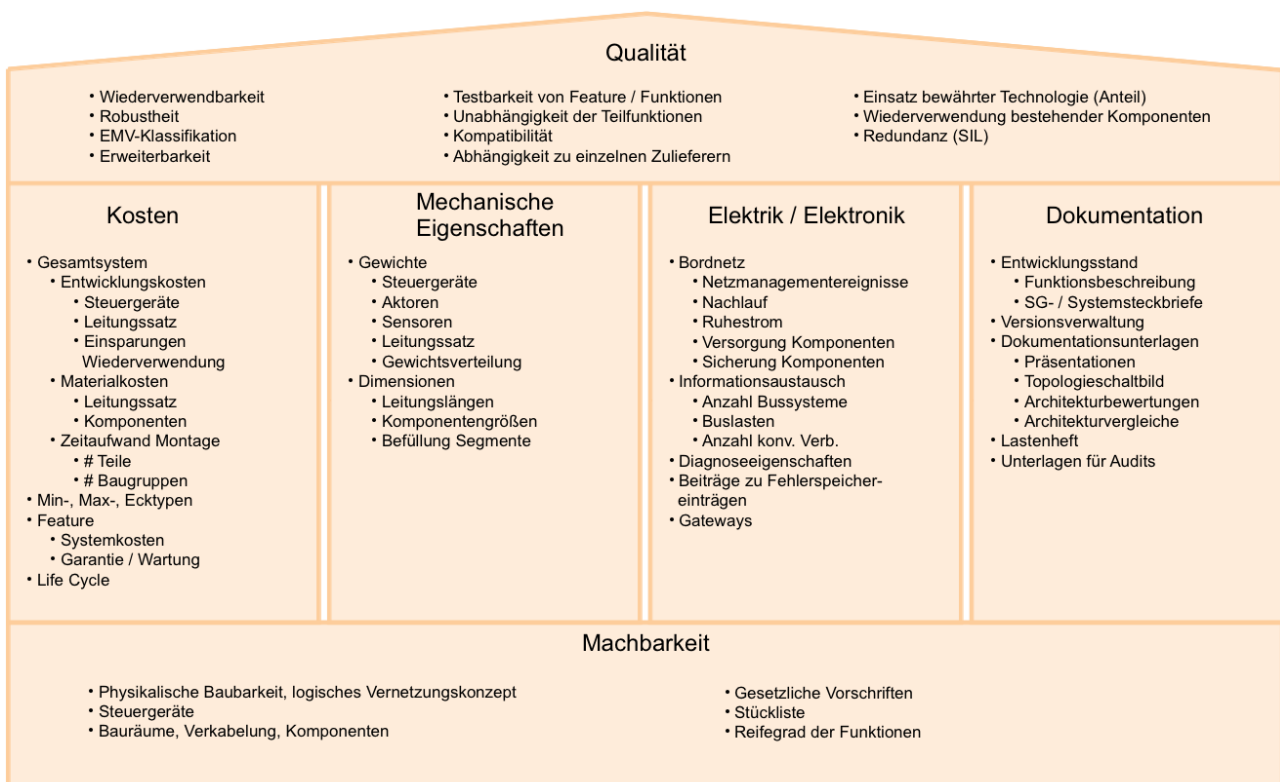 Qualität
• Wiederverwendbarkeit
• Robustheit
• EMV-Klassifikation
• Erweiterbarkeit
• Testbarkeit von Feature / Funktionen
• Unabhängigkeit der Teilfunktionen
• Kompatibilität
• Abhängigkeit zu einzelnen Zulieferern
• Einsatz bewährter Technologie (Anteil)
• Wiederverwendung bestehender Komponenten
• Redundanz (SIL)
Kosten
• Gesamtsystem
• Entwicklungskosten
• Steuergeräte
• Leitungssatz
• Einsparungen
Wiederverwendung
• Materialkosten
• Leitungssatz
• Komponenten
• Zeitaufwand Montage
• # Teile
• # Baugruppen
• Min-, Max-, Ecktypen
• Feature
• Systemkosten
• Garantie / Wartung
• Life Cycle
Mechanische
Eigenschaften
• Gewichte
• Steuergeräte
• Aktoren
• Sensoren
• Leitungssatz
• Gewichtsverteilung
• Dimensionen
• Leitungslängen
• Komponentengrößen
• Befüllung Segmente
Elektrik / Elektronik
• Bordnetz
• Netzmanagementereignisse
• Nachlauf
• Ruhestrom
• Versorgung Komponenten
• Sicherung Komponenten
• Informationsaustausch
• Anzahl Bussysteme
• Buslasten
• Anzahl konv. Verb.
• Diagnoseeigenschaften
• Beiträge zu Fehlerspeicher-
einträgen
• Gateways
Dokumentation
• Entwicklungsstand
• Funktionsbeschreibung
• SG- / Systemsteckbriefe
• Versionsverwaltung
• Dokumentationsunterlagen
• Präsentationen
• Topologieschaltbild
• Architekturbewertungen
• Architekturvergleiche
• Lastenheft
• Unterlagen für Audits
Machbarkeit
• Physikalische Baubarkeit, logisches Vernetzungskonzept
• Steuergeräte
• Bauräume, Verkabelung, Komponenten
• Gesetzliche Vorschriften
• Stückliste
• Reifegrad der Funktionen